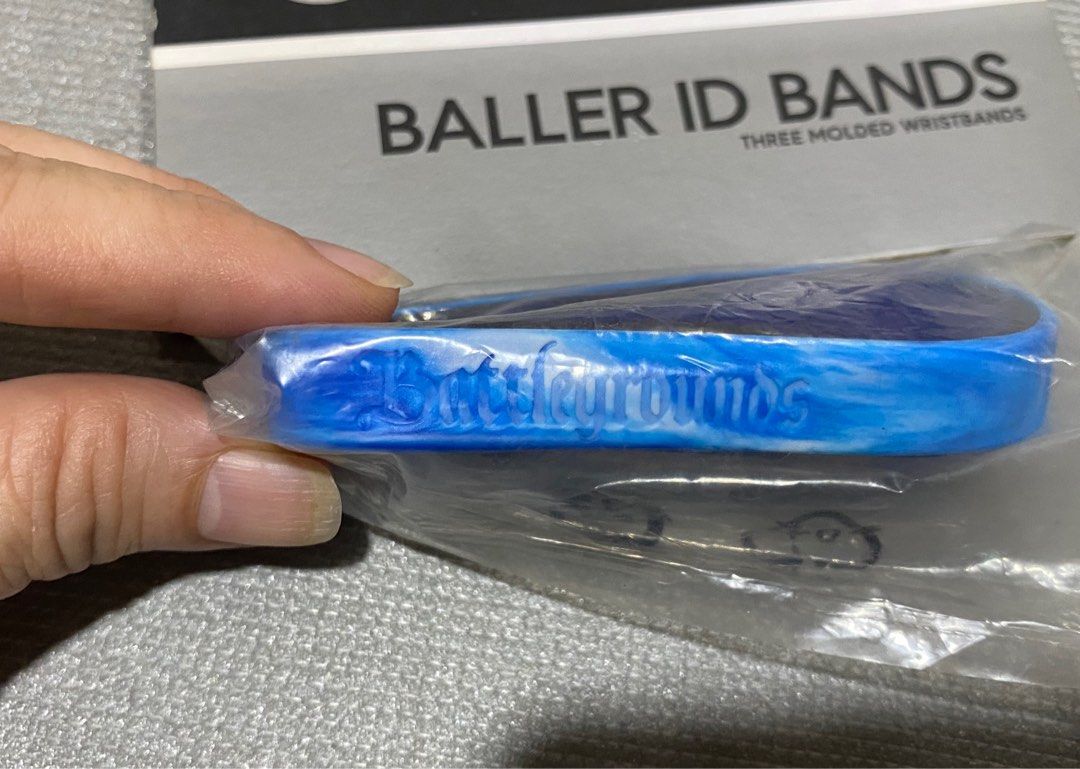 BALLER ID BANDS
THREE MOLDED WRISTBANDS
Battlegrounds